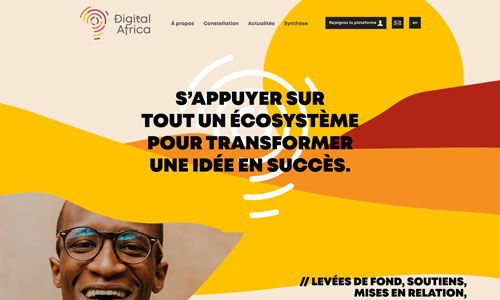 Digital
Africa
À propos Constellation Actualités Synthèse Rejoignez la plateforme en
S'APPUYER SUR
TOUT UN ÉCOSYSTÈME
POUR TRANSFORMER
UNE IDÉE EN SUCCÈS.
// LEVÉES DE FOND, SOUTIENS,
MISES EN RELATION,